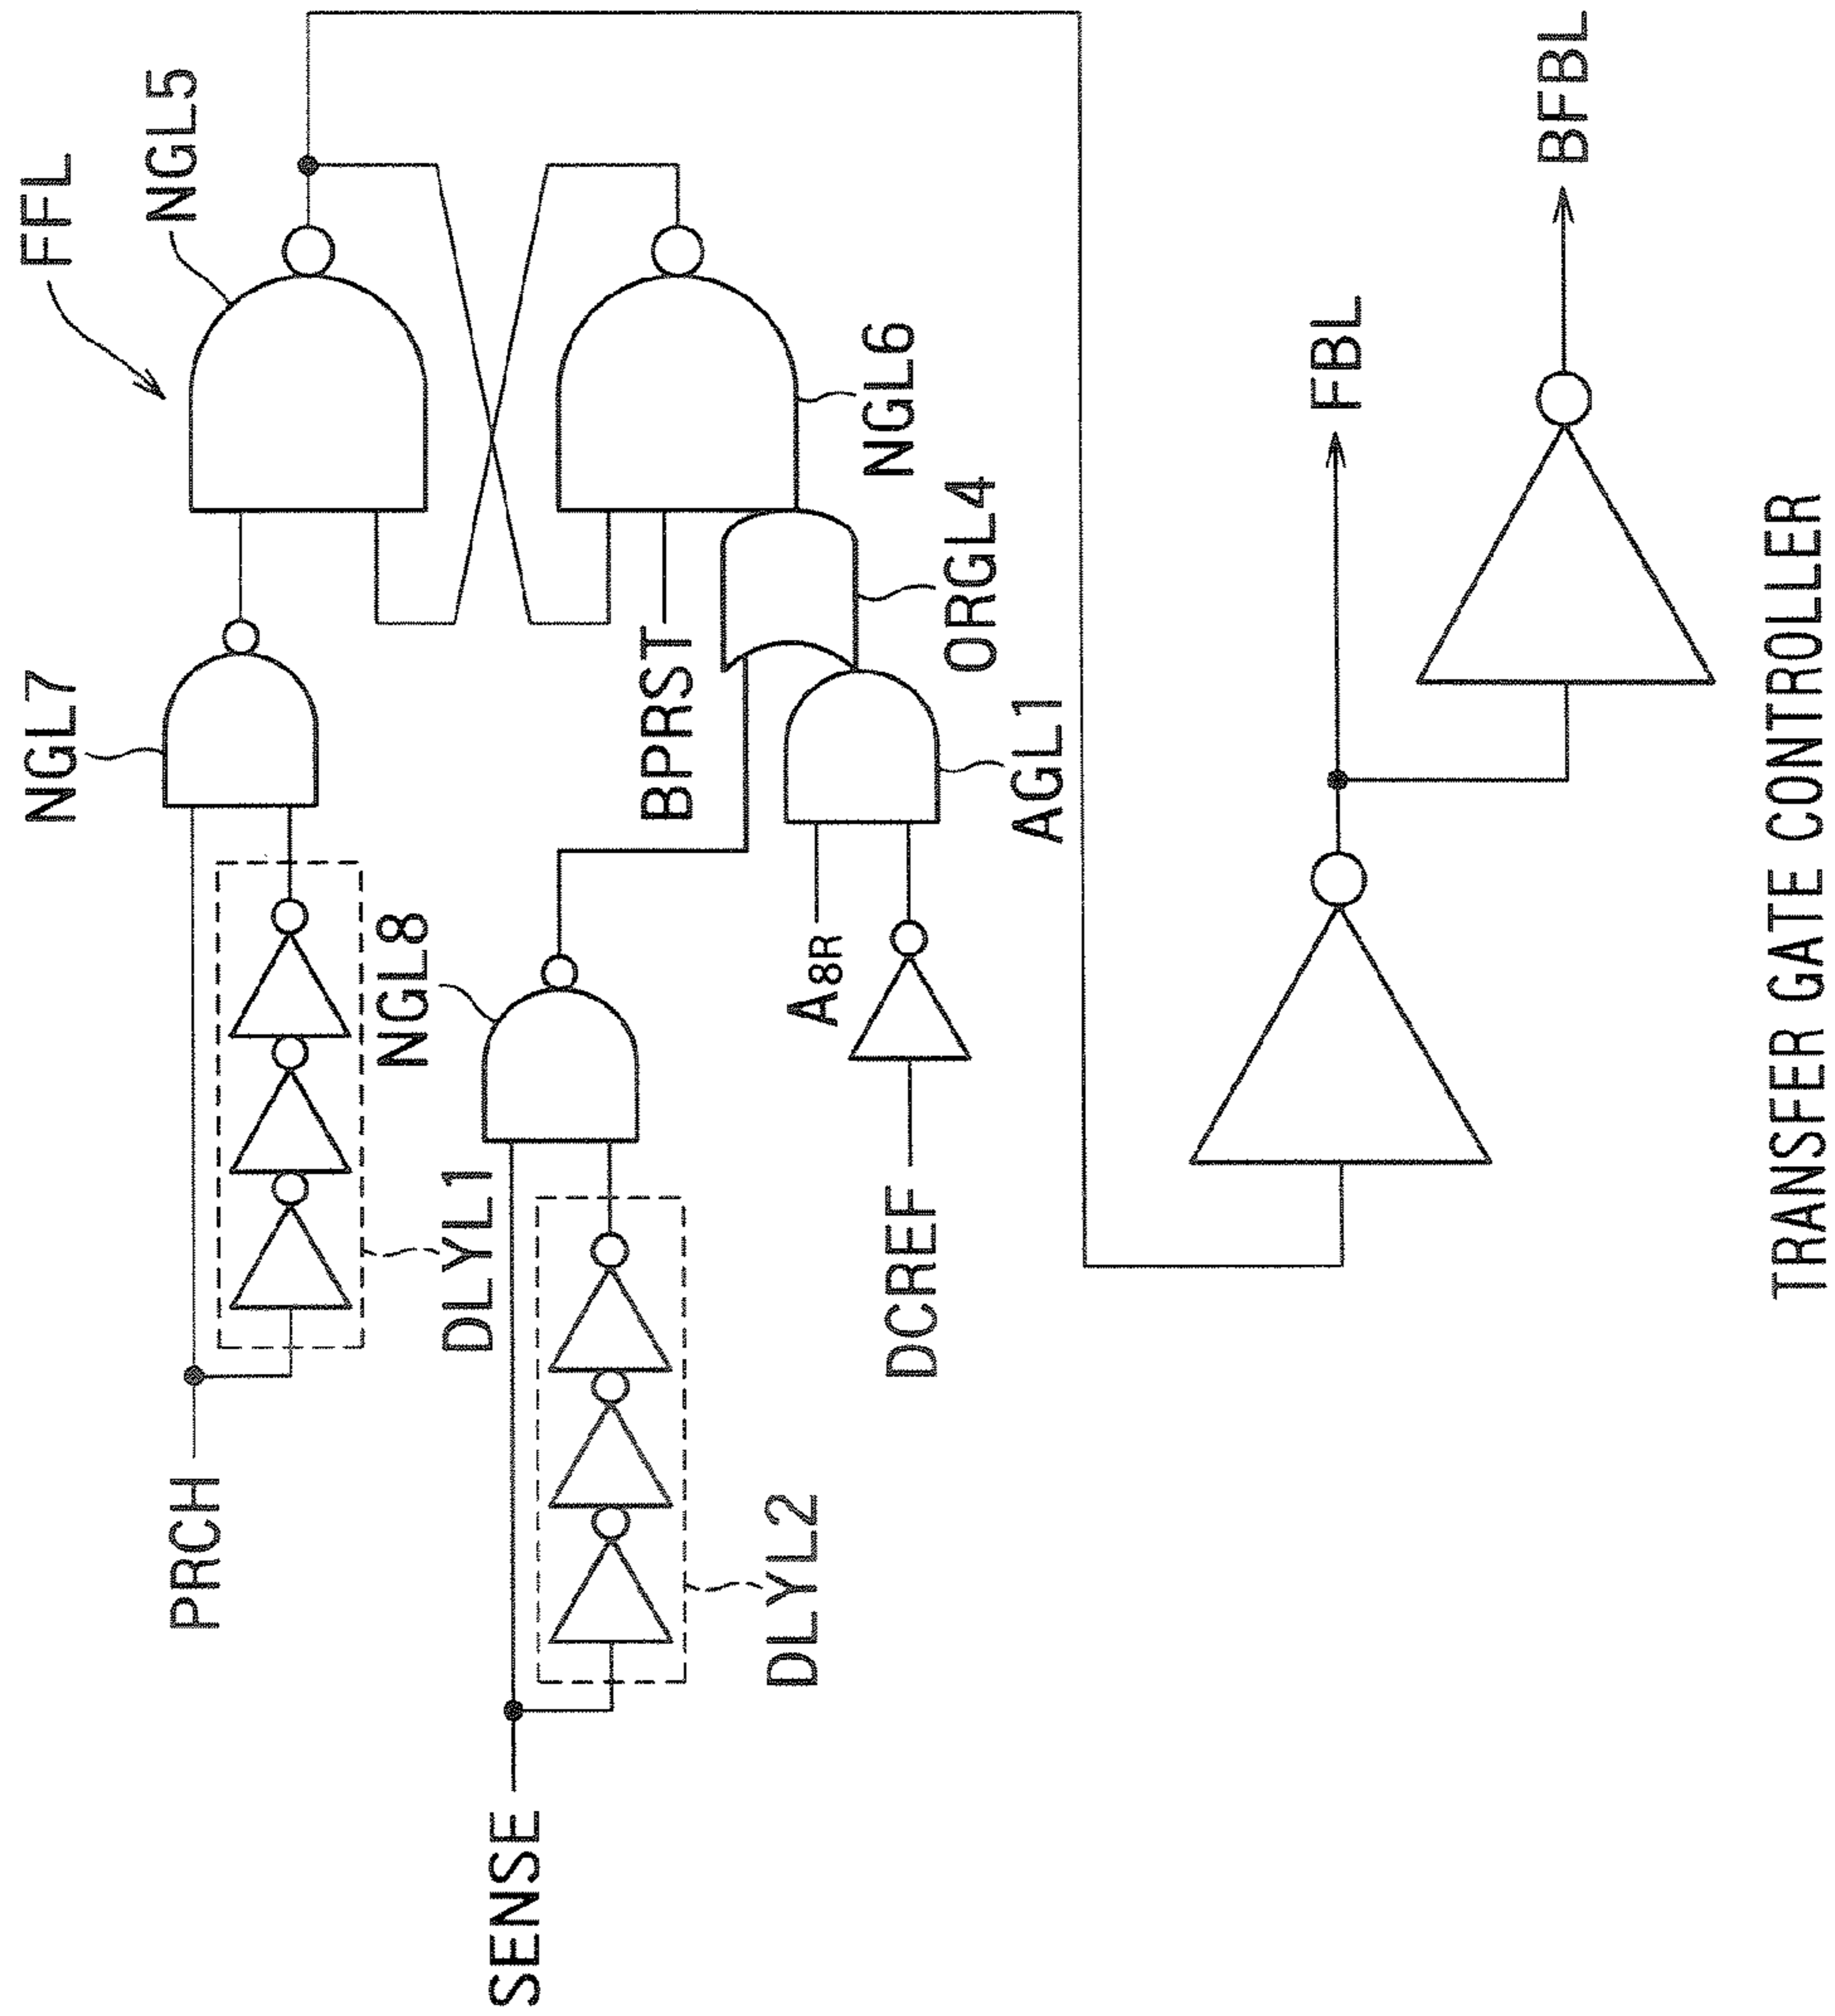 FFL
NGL5
NGL7
PRCH
DLYL1
NGL8
NGL6
BPRST
ORGL4
SENSE
DLYL2
A8R
AGL1
DCREF
FBL
BFBL
TRANSFER GATE CONTROLLER